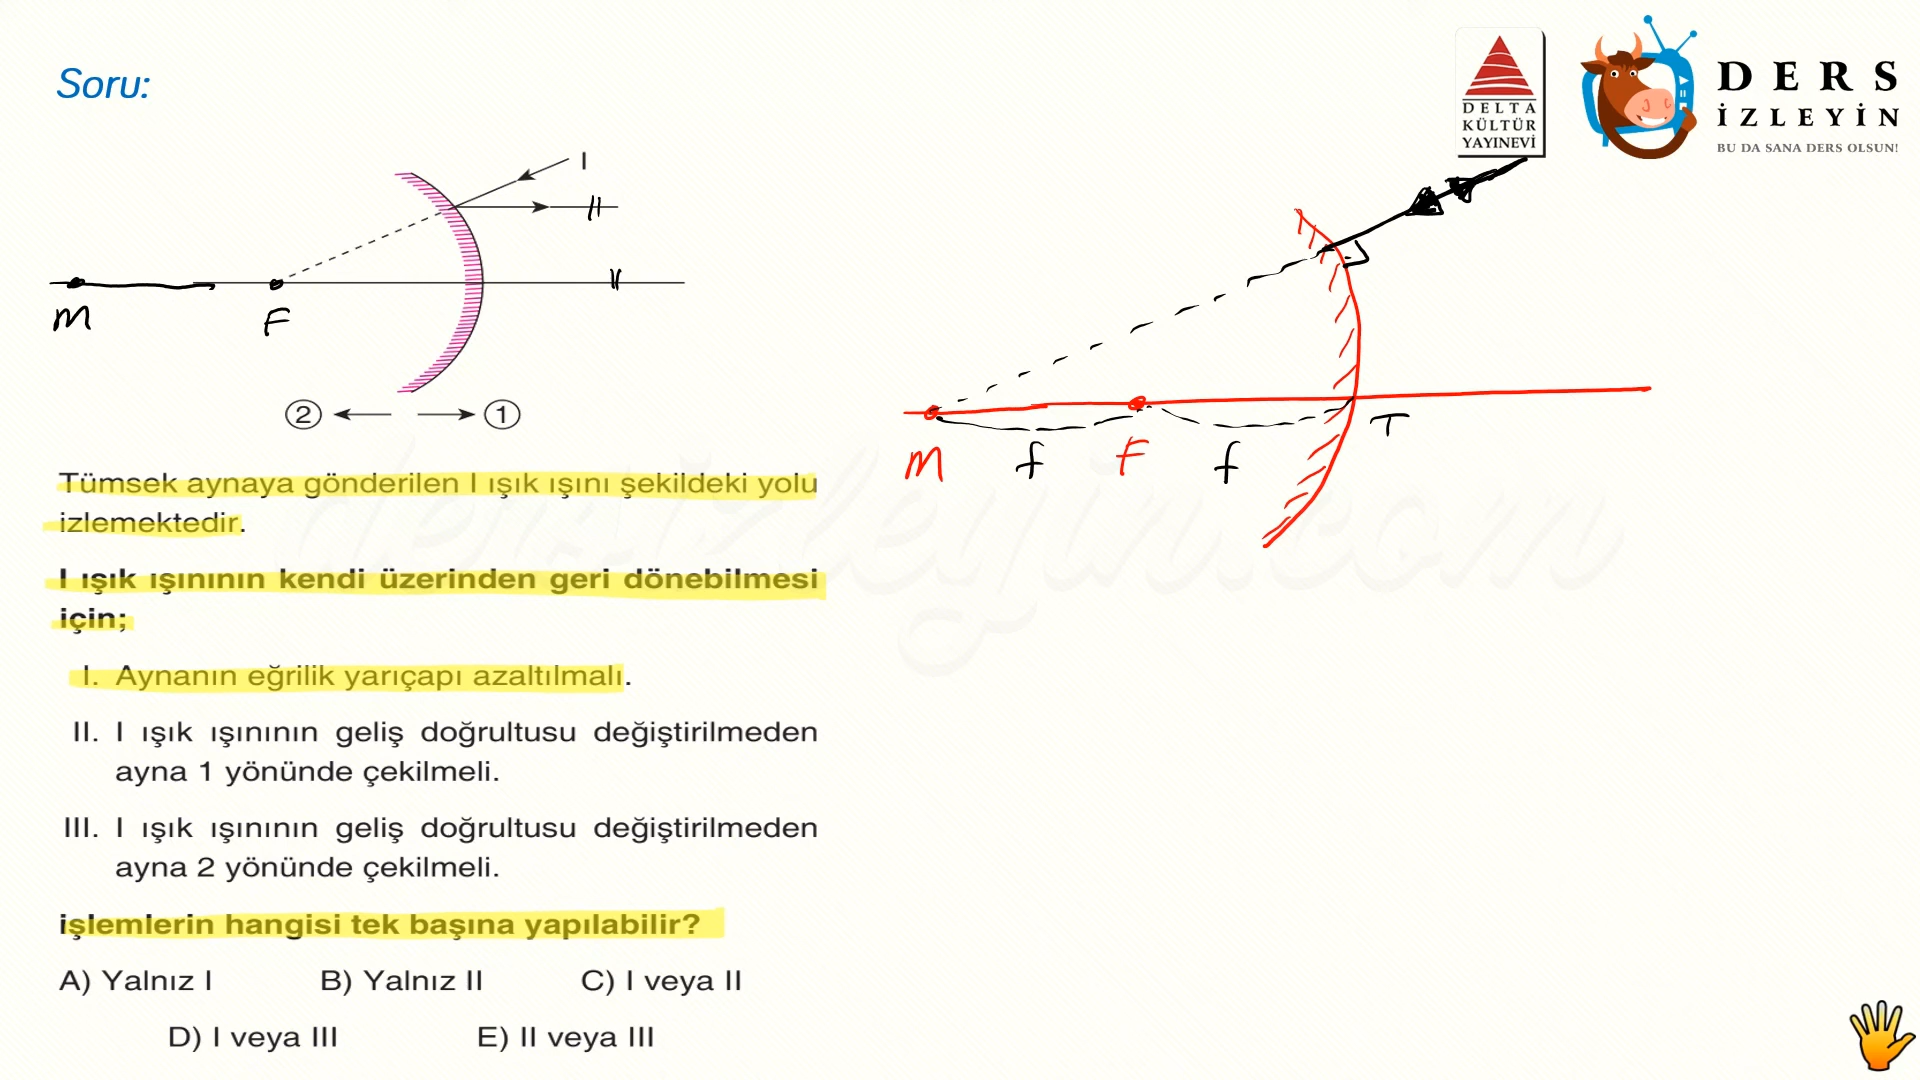 Soru:
DELTA
KÜLTÜR
YAYINEVİ
DERS
İZLEYİN
BU DA SANA DERS OLSUN!
I
M
F
2
1
M
f
F
f
T
Tümsek aynaya gönderilen I ışık ışını şekildeki yolu
izlemektedir.
I ışık ışınının kendi üzerinden geri dönebilmesi
için;
I. Aynanın eğrilik yarıçapı azaltılmalı.
II. I ışık ışınının geliş doğrultusu değiştirilmeden
ayna 1 yönünde çekilmeli.
III. I ışık ışınının geliş doğrultusu değiştirilmeden
ayna 2 yönünde çekilmeli.
işlemlerin hangisi tek başına yapılabilir?
A) Yalnız I B) Yalnız II C) I veya II
D) I veya III E) II veya III
dersizleyin.com